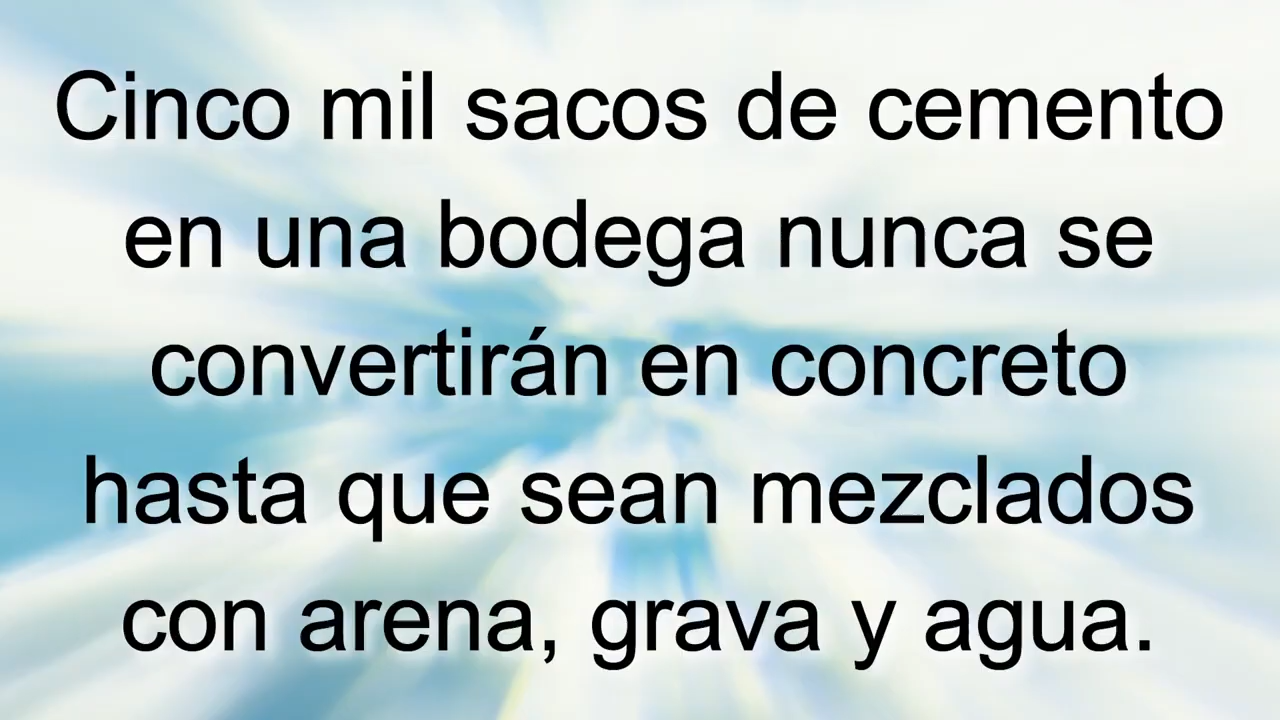 Cinco mil sacos de cemento
en una bodega nunca se
convertirán en concreto
hasta que sean mezclados
con arena, grava y agua.